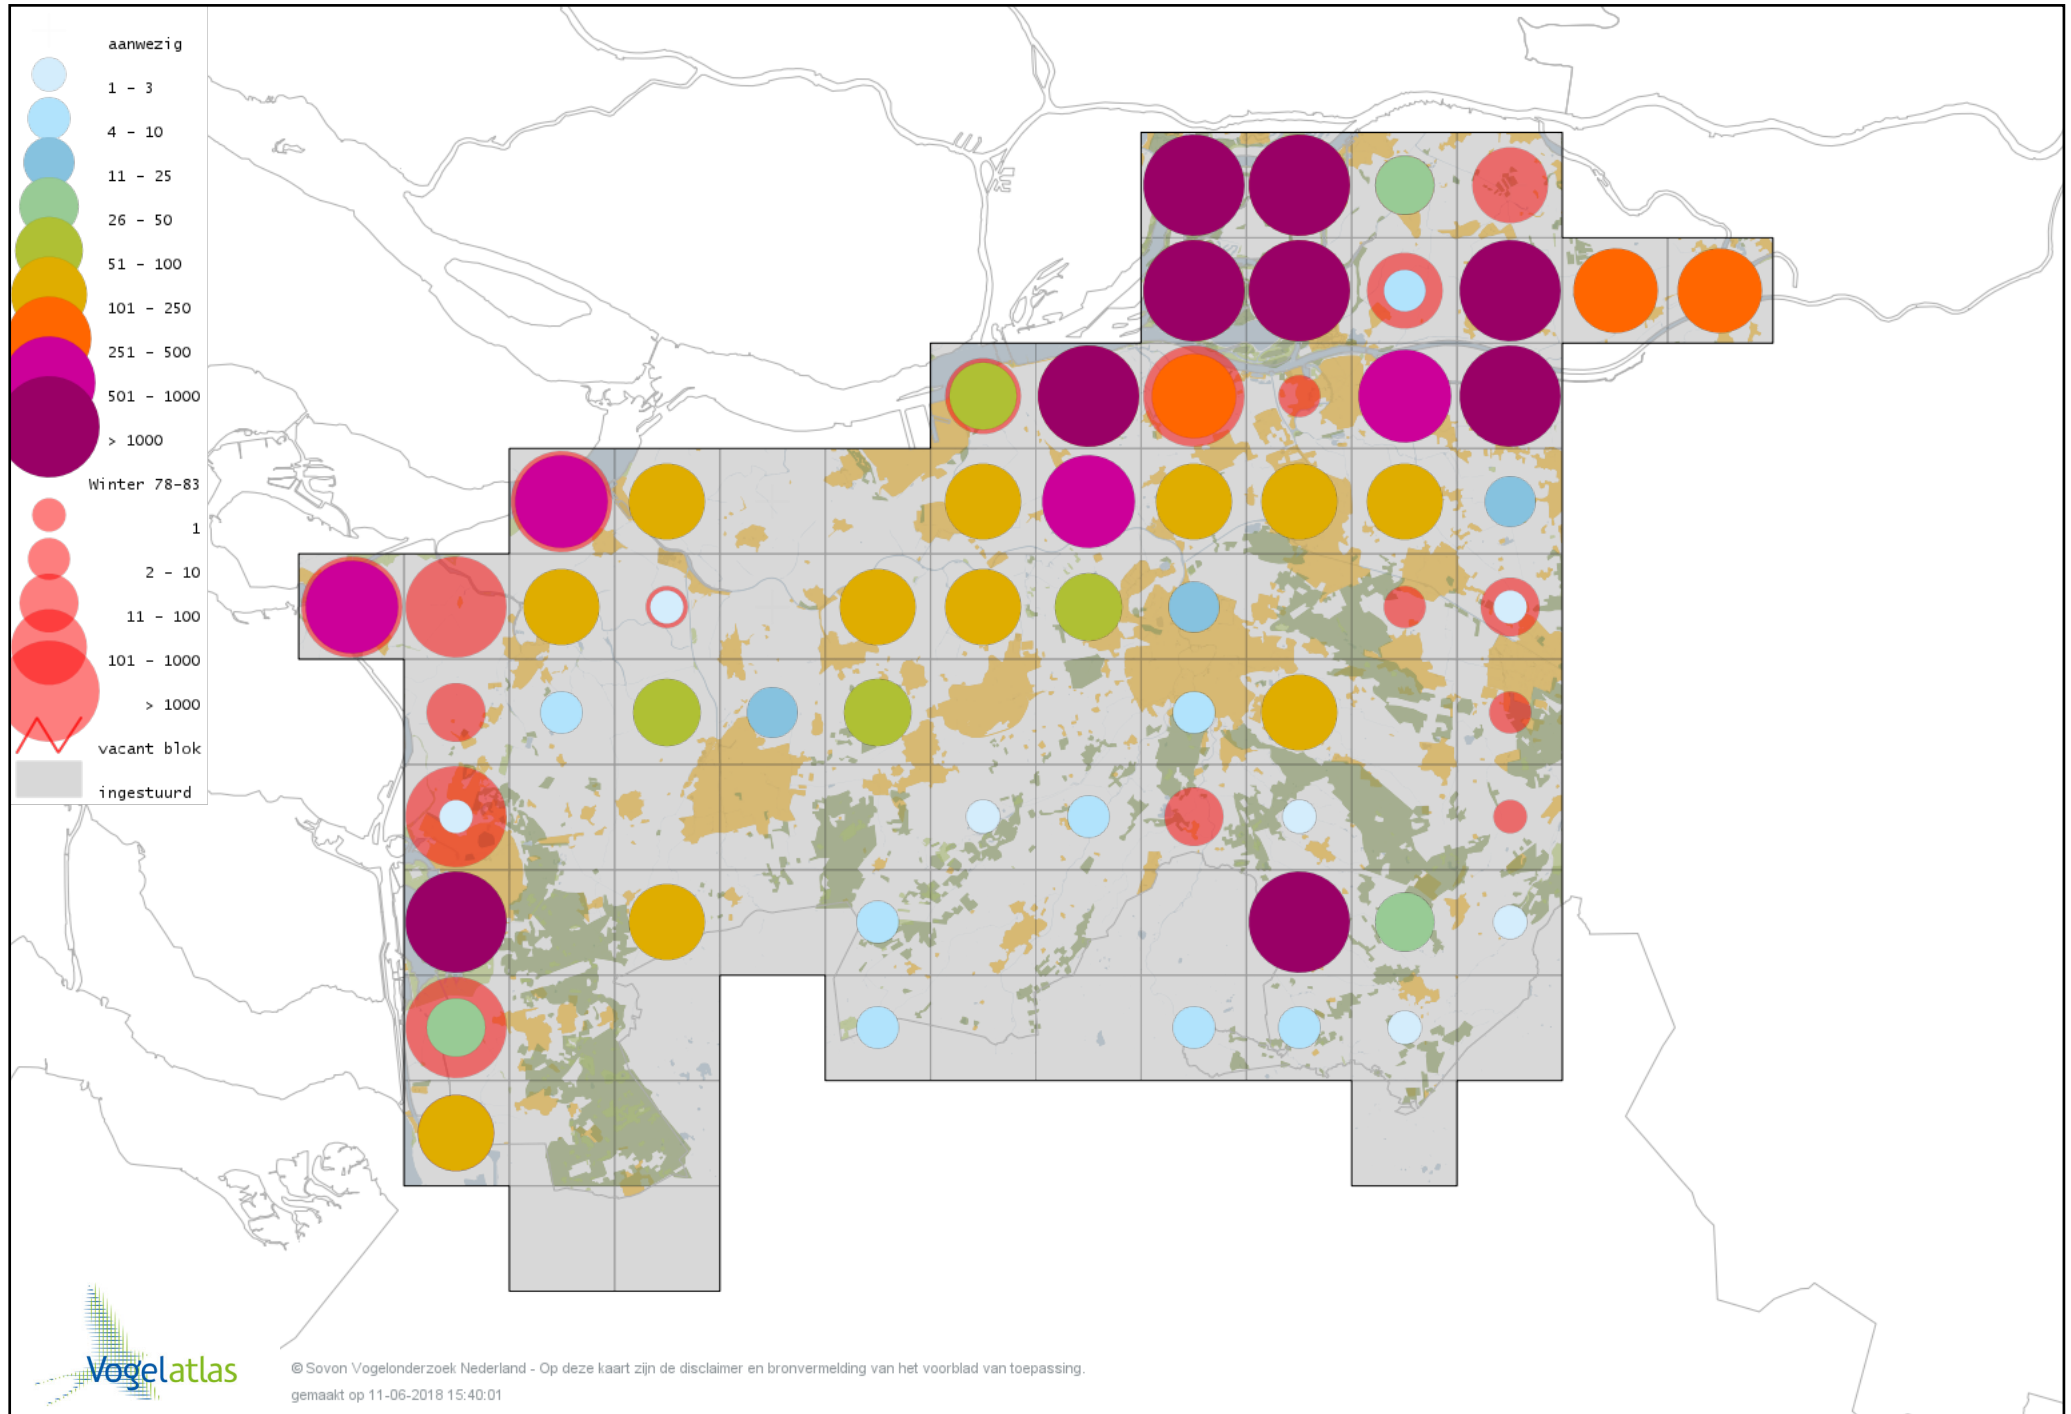 aanwezig
1 - 3
4 - 10
11 - 25
26 - 50
51 - 100
101 - 250
251 - 500
501 - 1000
> 1000
Winter 78-83
1
2 - 10
11 - 100
101 - 1000
> 1000
vacant blok
ingestuurd
Vogelatlas
© Sovon Vogelonderzoek Nederland - Op deze kaart zijn de disclaimer en bronvermelding van het voorblad van toepassing.
gemaakt op 11-06-2018 15:40:01